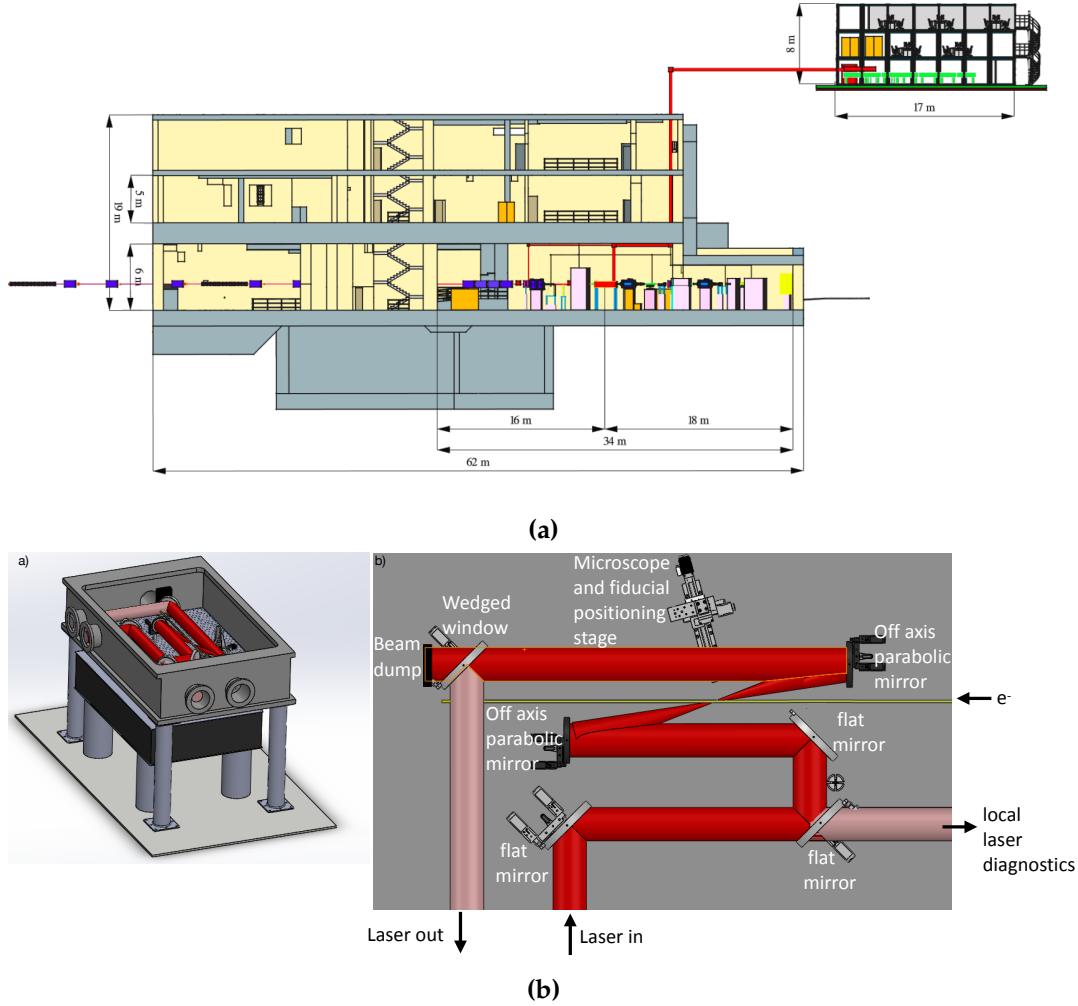 8 m
17 m
5 m
19 m
6 m
16 m
18 m
34 m
62 m
(a)
a)
b)
Microscope
and fiducial
positioning
stage
Wedged
window
Beam
dump
Off axis
parabolic
mirror
e-
Off axis
parabolic
mirror
flat
mirror
flat
mirror
flat
mirror
local
laser
diagnostics
Laser out
Laser in
(b)